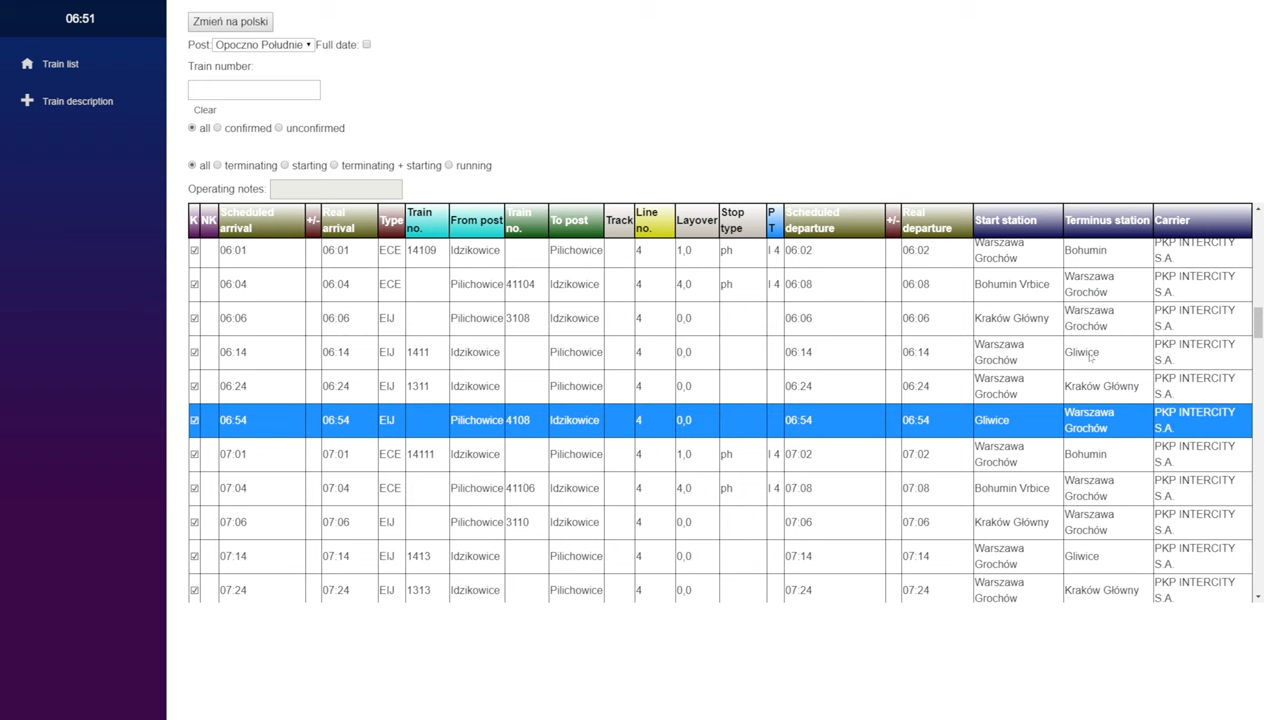 06:51
Train list
Train description
Zmień na polski
Post: Opoczno Południe Full date:
Train number:
Clear
all confirmed unconfirmed
all terminating starting terminating + starting running
Operating notes:
K NK Scheduled arrival +/- Real arrival Type Train no. From post Train no. To post Track Line no. Layover Stop type P T Scheduled departure +/- Real departure Start station Terminus station Carrier
06:01 06:01 ECE 14109 Idzikowice Pilichowice 4 1,0 ph I 4 06:02 06:02 Warszawa Grochów Bohumin PKP INTERCITY S.A.
06:04 06:04 ECE Pilichowice 41104 Idzikowice 4 4,0 ph I 4 06:08 06:08 Bohumin Vrbice Warszawa Grochów PKP INTERCITY S.A.
06:06 06:06 EIJ Pilichowice 3108 Idzikowice 4 0,0 06:06 06:06 Kraków Główny Warszawa Grochów PKP INTERCITY S.A.
06:14 06:14 EIJ 1411 Idzikowice Pilichowice 4 0,0 06:14 06:14 Warszawa Grochów Gliwice PKP INTERCITY S.A.
06:24 06:24 EIJ 1311 Idzikowice Pilichowice 4 0,0 06:24 06:24 Warszawa Grochów Kraków Główny PKP INTERCITY S.A.
06:54 06:54 EIJ Pilichowice 4108 Idzikowice 4 0,0 06:54 06:54 Gliwice Warszawa Grochów PKP INTERCITY S.A.
07:01 07:01 ECE 14111 Idzikowice Pilichowice 4 1,0 ph I 4 07:02 07:02 Warszawa Grochów Bohumin PKP INTERCITY S.A.
07:04 07:04 ECE Pilichowice 41106 Idzikowice 4 4,0 ph I 4 07:08 07:08 Bohumin Vrbice Warszawa Grochów PKP INTERCITY S.A.
07:06 07:06 EIJ Pilichowice 3110 Idzikowice 4 0,0 07:06 07:06 Kraków Główny Warszawa Grochów PKP INTERCITY S.A.
07:14 07:14 EIJ 1413 Idzikowice Pilichowice 4 0,0 07:14 07:14 Warszawa Grochów Gliwice PKP INTERCITY S.A.
07:24 07:24 EIJ 1313 Idzikowice Pilichowice 4 0,0 07:24 07:24 Warszawa Grochów Kraków Główny PKP INTERCITY S.A.